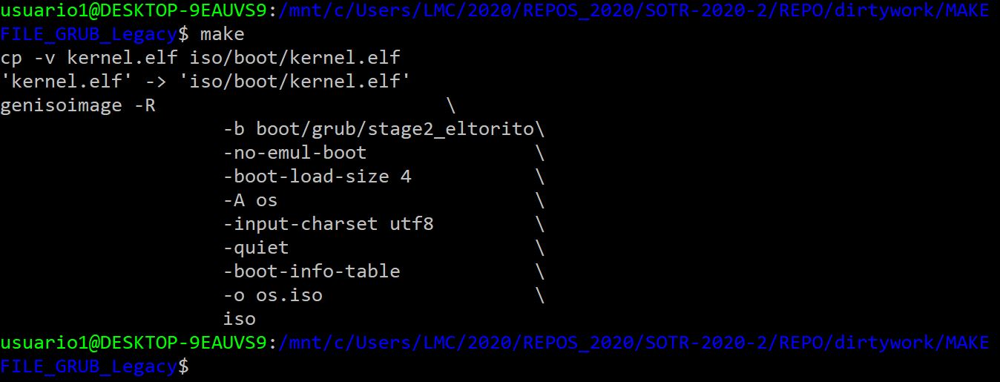 usuario1@DESKTOP-9EAUVS9:/mnt/c/Users/LMC/2020/REPOS_2020/SOTR-2020-2/REPO/dirtywork/MAKE
FILE_GRUB_Legacy$ make
cp -v kernel.elf iso/boot/kernel.elf
'kernel.elf' -> 'iso/boot/kernel.elf'
genisoimage -R                          \
                    -b boot/grub/stage2_eltorito\
                    -no-emul-boot               \
                    -boot-load-size 4           \
                    -A os                       \
                    -input-charset utf8         \
                    -quiet                      \
                    -boot-info-table            \
                    -o os.iso                   \
                    iso
usuario1@DESKTOP-9EAUVS9:/mnt/c/Users/LMC/2020/REPOS_2020/SOTR-2020-2/REPO/dirtywork/MAKE
FILE_GRUB_Legacy$